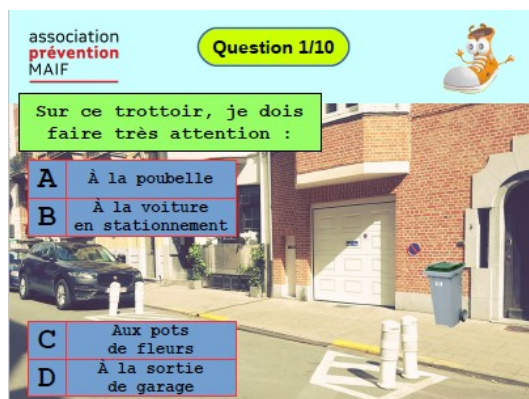 association
prévention
MAIF
Question 1/10
Sur ce trottoir, je dois
faire très attention :
A À la poubelle
B À la voiture
en stationnement
C Aux pots
de fleurs
D À la sortie
de garage